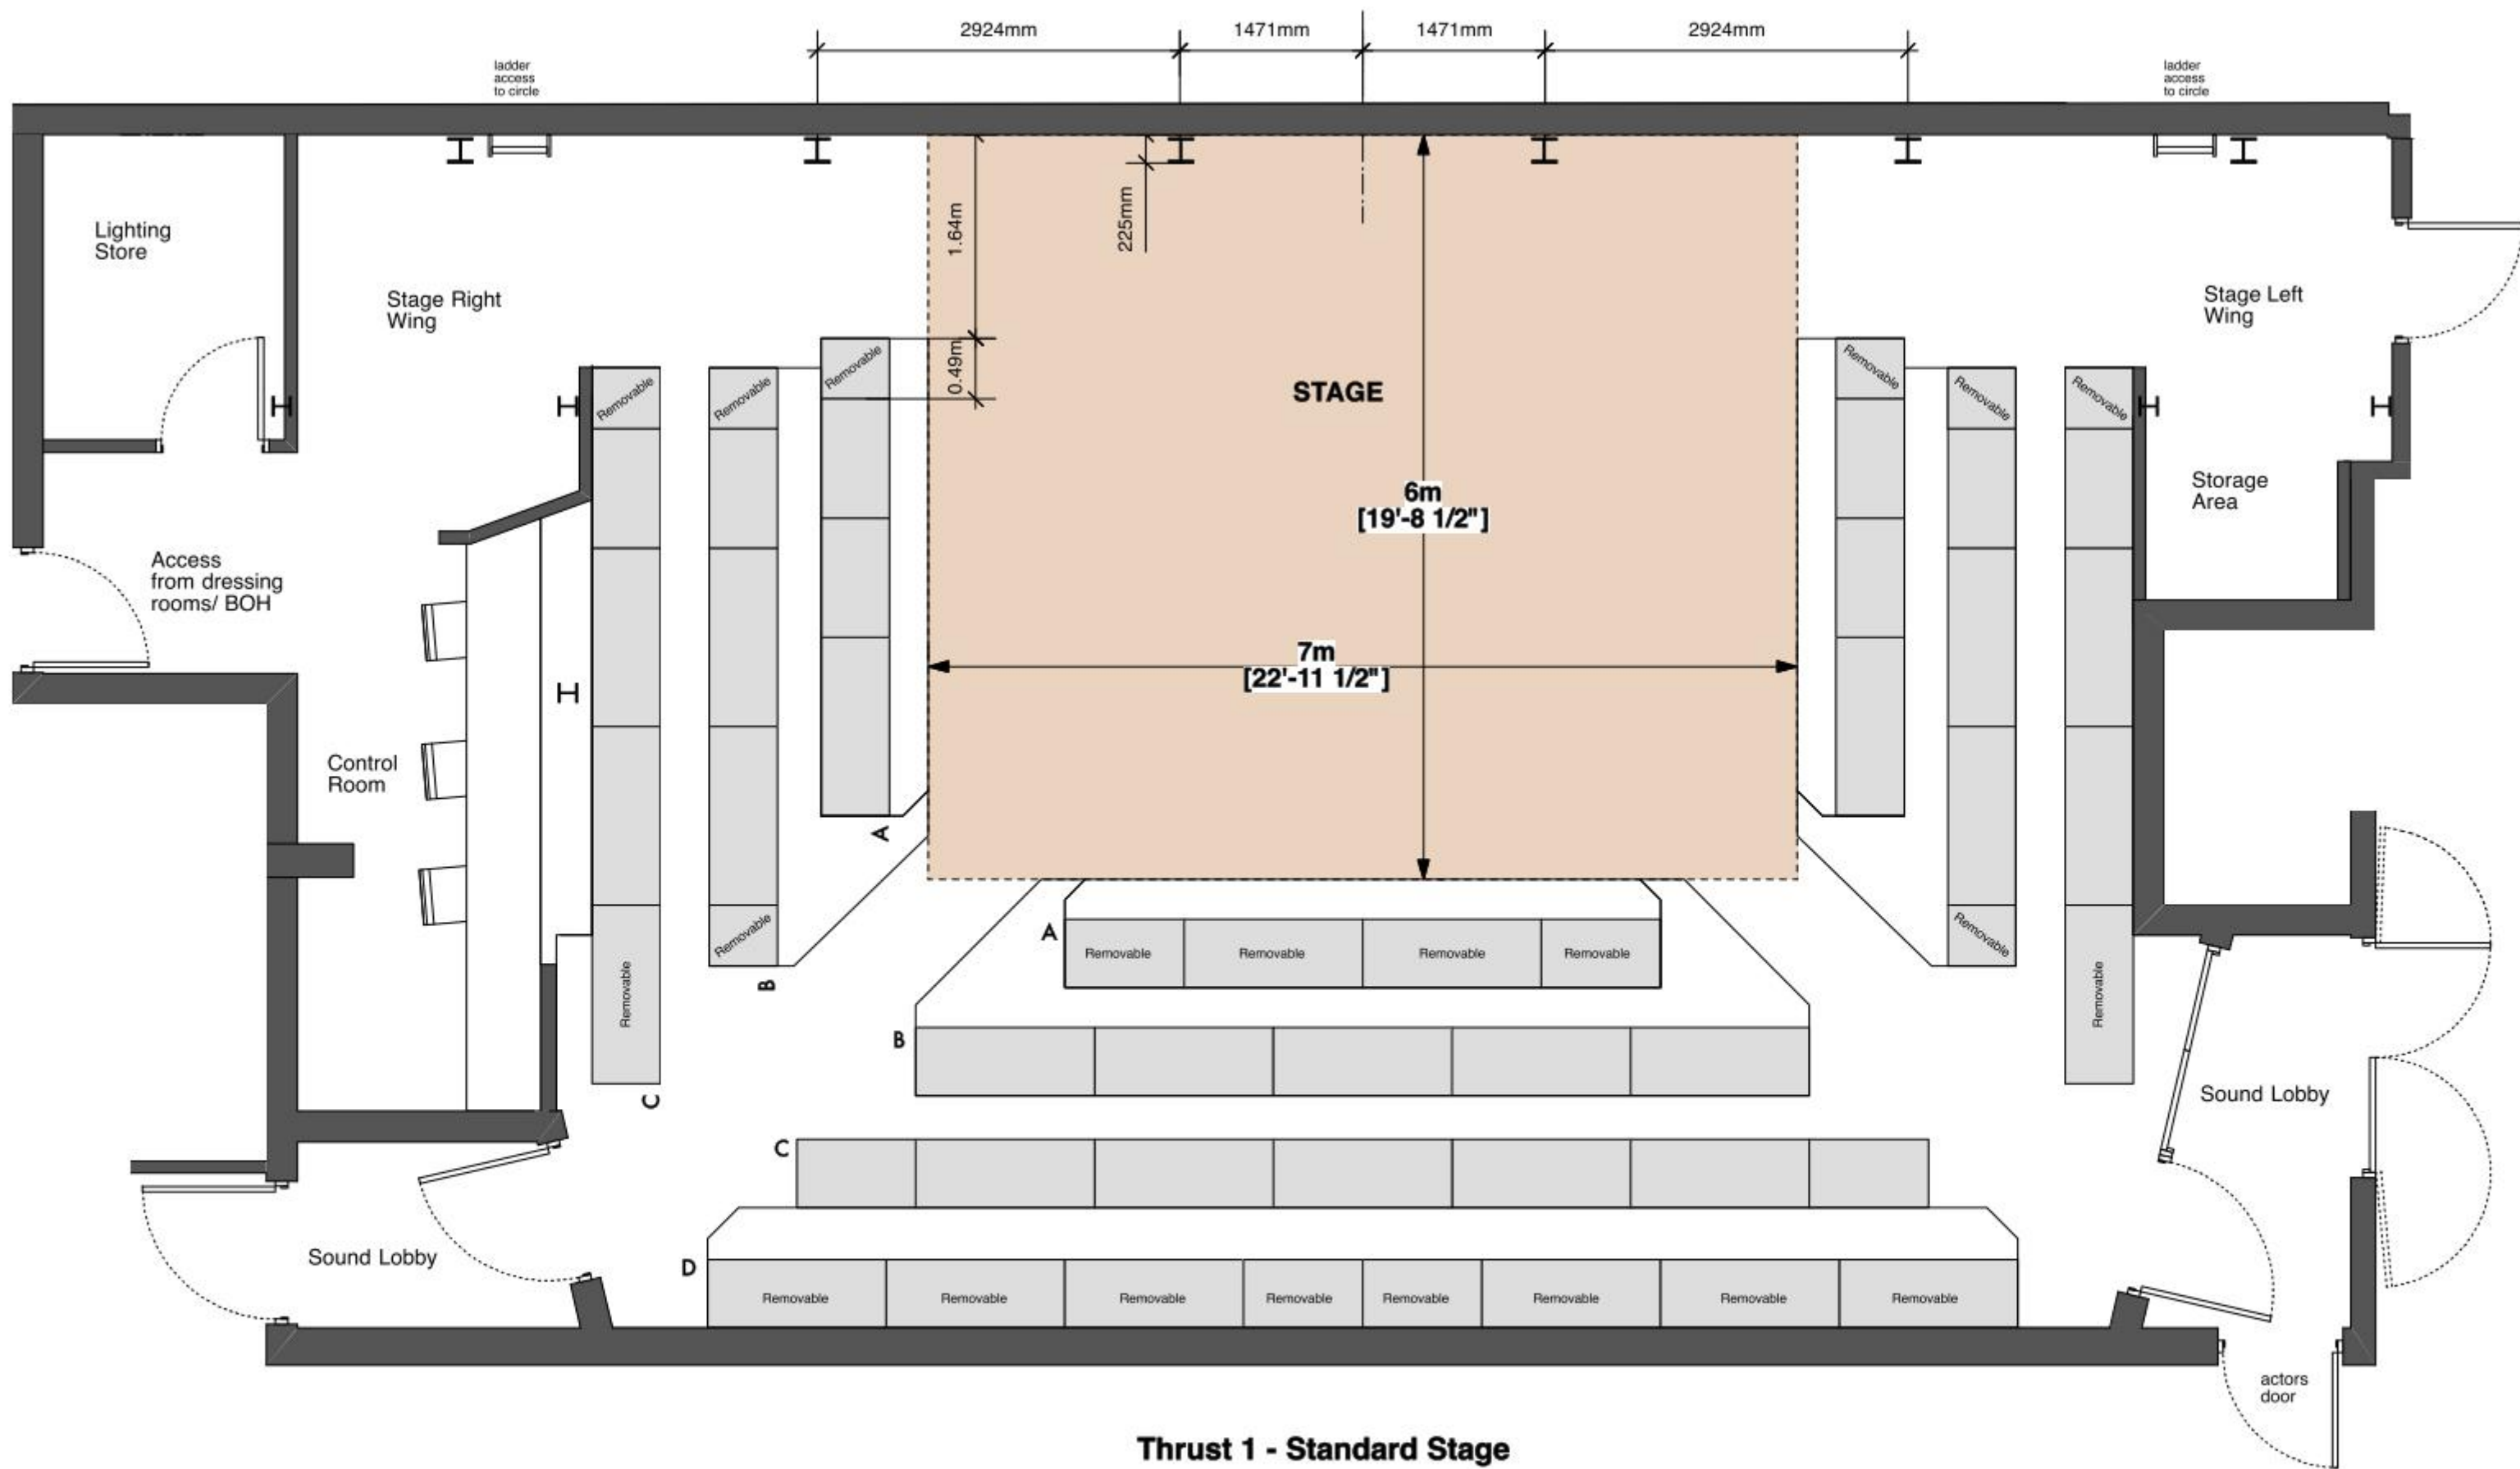 2924mm
1471mm
1471mm
2924mm
ladder
access
to circle
ladder
access
to circle
Lighting
Store
Stage Right
Wing
1.64m
225mm
0.49m
Stage Left
Wing
STAGE
Removable
Removable
Removable
Removable
Removable
Removable
6m
[19'-8 1/2"]
Storage
Area
Access
from dressing
rooms/ BOH
7m
[22'-11 1/2"]
Control
Room
A
A
Removable
Removable
Removable
Removable
Removable
Removable
B
Removable
Removable
B
C
C
Sound Lobby
Sound Lobby
D
Removable
Removable
Removable
Removable
Removable
Removable
Removable
Removable
actors
door
Thrust 1 - Standard Stage